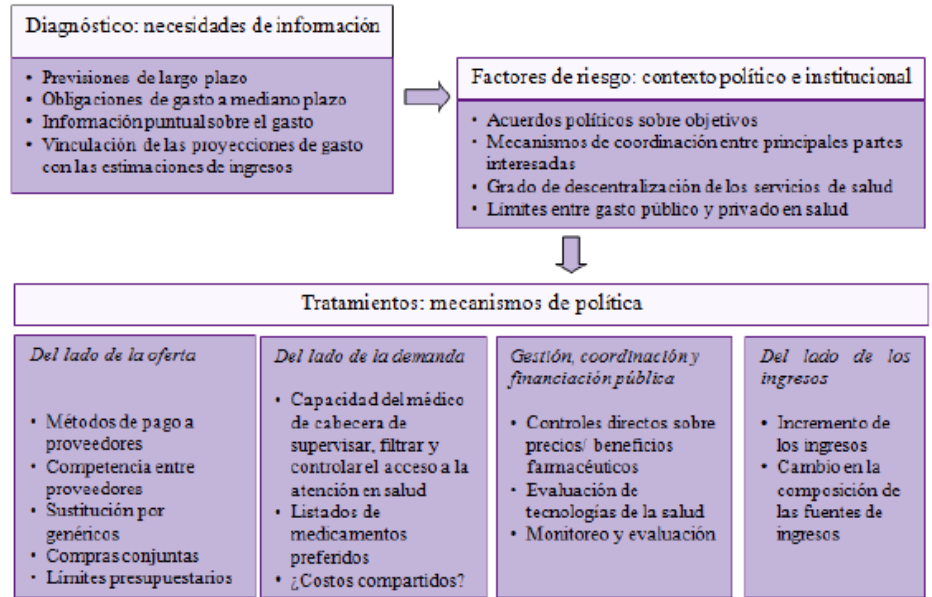 Diagnóstico: necesidades de información
• Previsiones de largo plazo
• Obligaciones de gasto a mediano plazo
• Información puntual sobre el gasto
• Vinculación de las proyecciones de gasto
con las estimaciones de ingresos
Factores de riesgo: contexto político e institucional
• Acuerdos políticos sobre objetivos
• Mecanismos de coordinación entre principales partes
interesadas
• Grado de descentralización de los servicios de salud
• Límites entre gasto público y privado en salud
Tratamientos: mecanismos de política
Del lado de la oferta
• Métodos de pago a
proveedores
• Competencia entre
proveedores
• Sustitución por
genéricos
• Compras conjuntas
• Límites presupuestarios
Del lado de la demanda
• Capacidad del médico
de cabecera de
supervisar, filtrar y
controlar el acceso a la
atención en salud
• Listados de
medicamentos
preferidos
• ¿Costos compartidos?
Gestión, coordinación y
financiación pública
• Controles directos sobre
precios/ beneficios
farmacéuticos
• Evaluación de
tecnologías de la salud
• Monitoreo y evaluación
Del lado de los
ingresos
• Incremento de
los ingresos
• Cambio en la
composición de
las fuentes de
ingresos